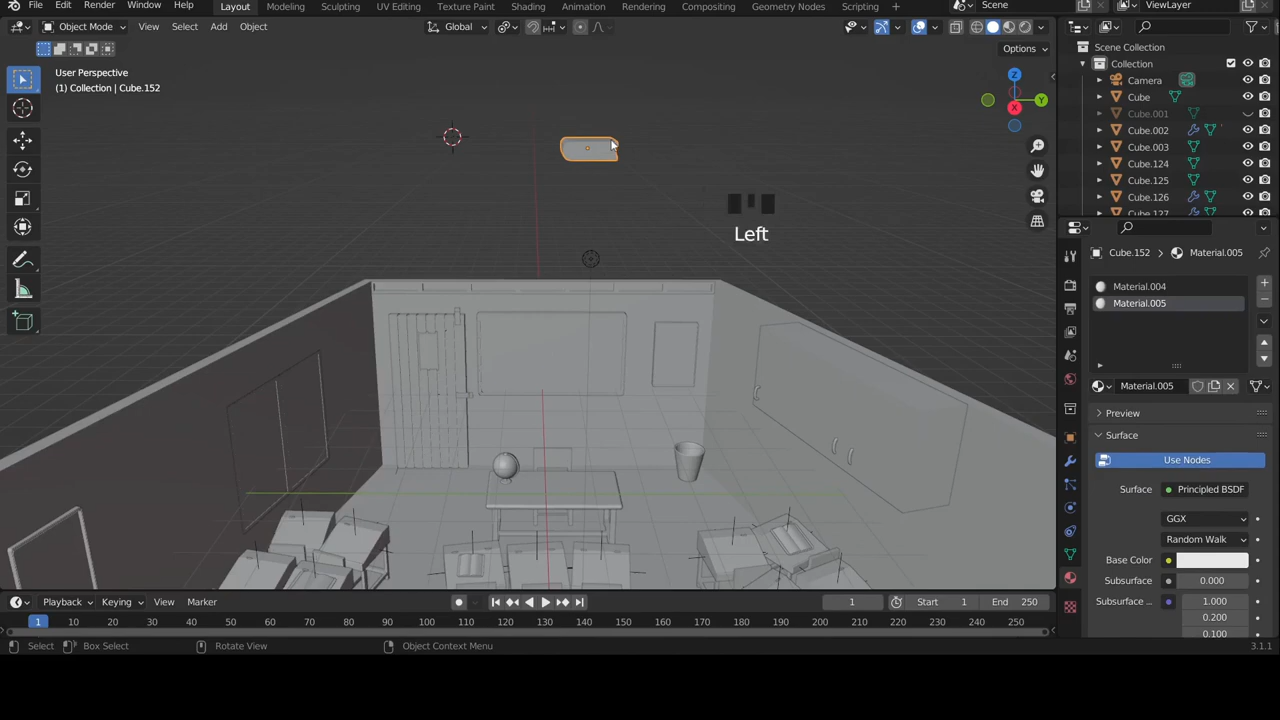 File Edit Render Window Help Layout Modeling Sculpting UV Editing Texture Paint Shading Animation Rendering Compositing Geometry Nodes Scripting + Scene ViewLayer
Object Mode View Select Add Object Global
Options
User Perspective
(1) Collection | Cube.152
Z
Y
X
Left
Scene Collection
Collection
Camera
Cube
Cube.001
Cube.002
Cube.003
Cube.124
Cube.125
Cube.126
Cube.127
Cube.152 Material.005
Material.004
Material.005
Material.005
Preview
Surface
Use Nodes
Surface Principled BSDF
GGX
Random Walk
Base Color
Subsurface 0.000
Subsurface ... 1.000
0.200
0.100
Playback Keying View Marker 1 Start 1 End 250
1 10 20 30 40 50 60 70 80 90 100 110 120 130 140 150 160 170 180 190 200 210 220 230 240 250
Select Box Select Rotate View Object Context Menu 3.1.1